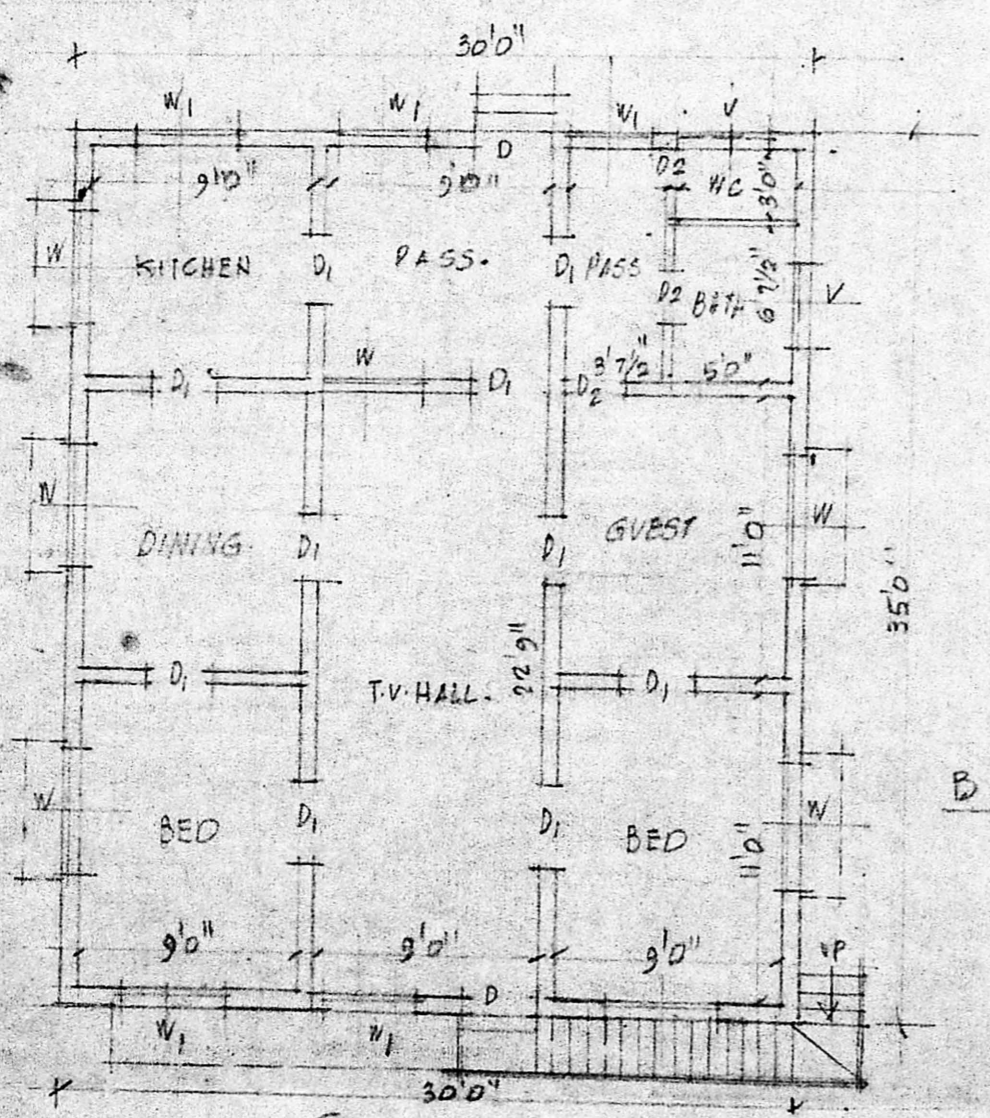 30'0"
W1 W1 W1 V
D
9'0" 9'0" D2 WC 3'0"
W KITCHEN D1 PASS. D1 PASS
D2 BATH 6'7½" V
W
D1 D1 D2 3'7½" 5'0"
W DINING. D1 D1 GUEST 11'0" W
35'0"
D1 T.V. HALL. 22'9" D1
B
W BED D1 D1 BED 11'0" W
9'0" 9'0" 9'0" UP
D
W1 W1
30'0"